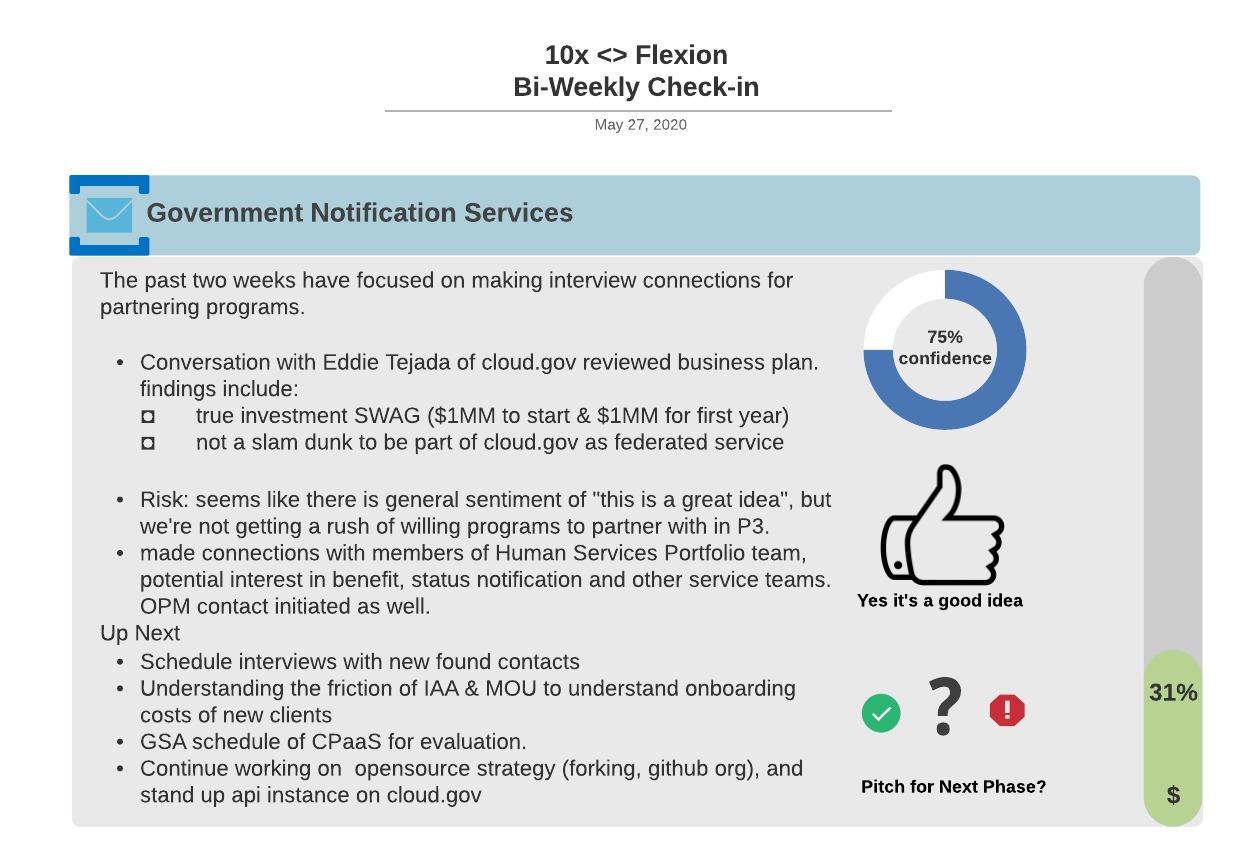 10x <> Flexion
Bi-Weekly Check-in
May 27, 2020
Government Notification Services
The past two weeks have focused on making interview connections for
partnering programs.
• Conversation with Eddie Tejada of cloud.gov reviewed business plan.
findings include:
◘ true investment SWAG ($1MM to start & $1MM for first year)
◘ not a slam dunk to be part of cloud.gov as federated service
• Risk: seems like there is general sentiment of "this is a great idea", but
we're not getting a rush of willing programs to partner with in P3.
• made connections with members of Human Services Portfolio team,
potential interest in benefit, status notification and other service teams.
OPM contact initiated as well.
Up Next
• Schedule interviews with new found contacts
• Understanding the friction of IAA & MOU to understand onboarding
costs of new clients
• GSA schedule of CPaaS for evaluation.
• Continue working on  opensource strategy (forking, github org), and
stand up api instance on cloud.gov
75%
confidence
Yes it's a good idea
?
Pitch for Next Phase?
31%
$